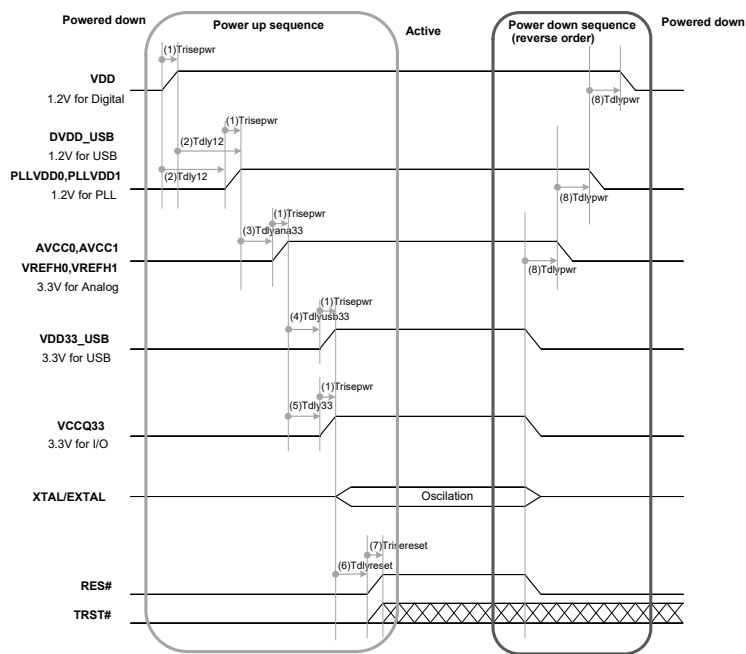 Powered down
Power up sequence
Active
Power down sequence
(reverse order)
Powered down
(1)Trisepwr
VDD
1.2V for Digital
(8)Tdlypwr
(1)Trisepwr
DVDD_USB
1.2V for USB
(2)Tdly12
PLLVDD0,PLLVDD1
1.2V for PLL
(2)Tdly12
(8)Tdlypwr
(1)Trisepwr
(3)Tdlyana33
AVCC0,AVCC1
VREFH0,VREFH1
3.3V for Analog
(8)Tdlypwr
(1)Trisepwr
(4)Tdlyusb33
VDD33_USB
3.3V for USB
(1)Trisepwr
(5)Tdly33
VCCQ33
3.3V for I/O
XTAL/EXTAL
Oscilation
(7)Trisereset
(6)Tdlyreset
RES#
TRST#